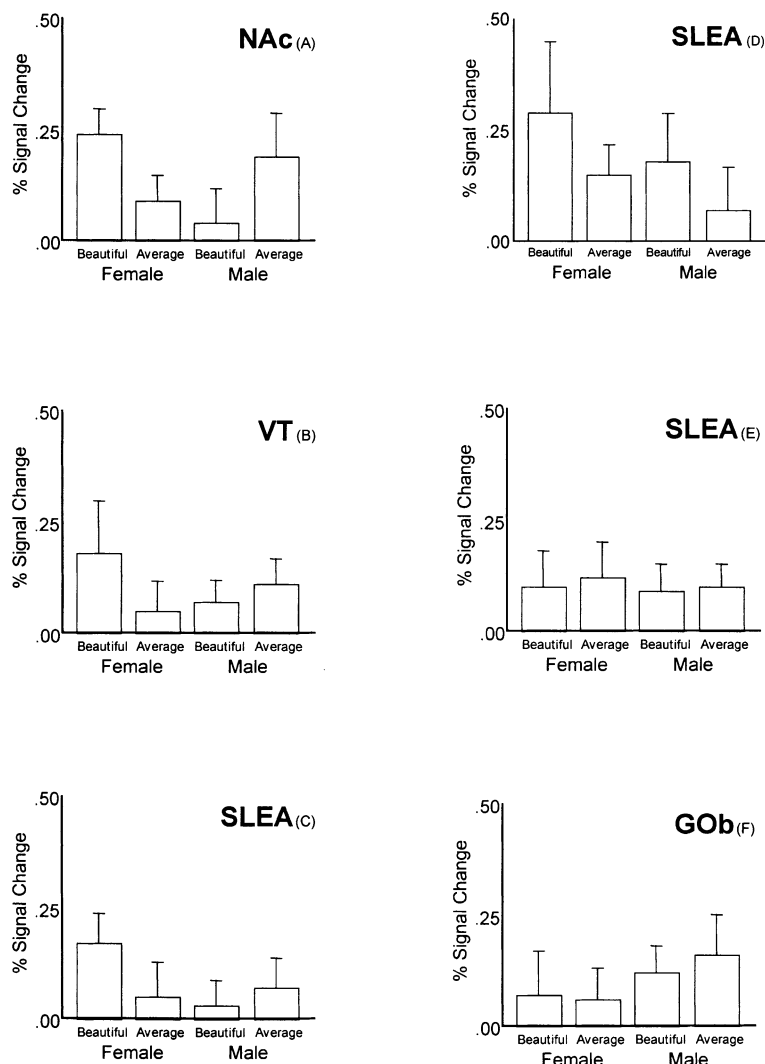 NAc (A)
% Signal Change
.50
.25
.00
Beautiful Average Beautiful Average
Female Male
SLEA (D)
% Signal Change
.50
.25
.00
Beautiful Average Beautiful Average
Female Male
VT (B)
% Signal Change
.50
.25
.00
Beautiful Average Beautiful Average
Female Male
SLEA (E)
% Signal Change
.50
.25
.00
Beautiful Average Beautiful Average
Female Male
SLEA (C)
% Signal Change
.50
.25
.00
Beautiful Average Beautiful Average
Female Male
GOb (F)
% Signal Change
.50
.25
.00
Beautiful Average Beautiful Average
Female Male